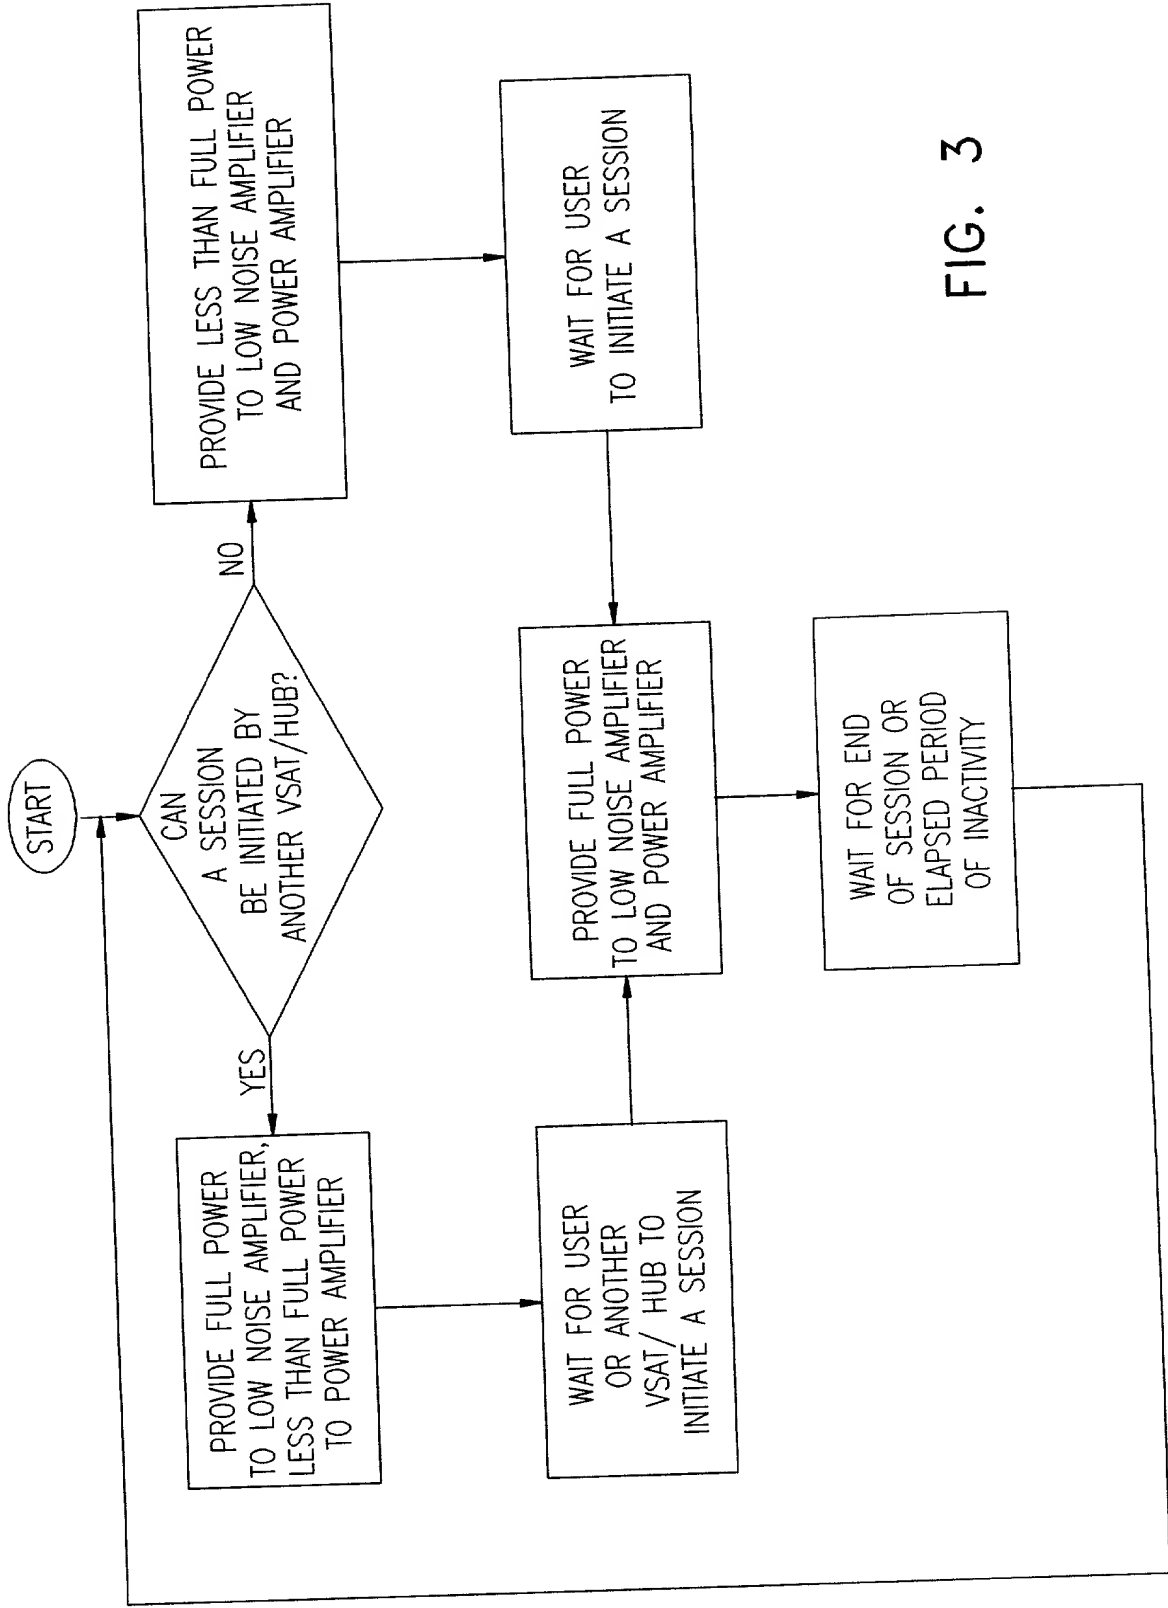 START
CAN
A SESSION
BE INITIATED BY
ANOTHER VSAT/HUB?
YES
NO
PROVIDE FULL POWER
TO LOW NOISE AMPLIFIER,
LESS THAN FULL POWER
TO POWER AMPLIFIER
PROVIDE LESS THAN FULL POWER
TO LOW NOISE AMPLIFIER
AND POWER AMPLIFIER
WAIT FOR USER
OR ANOTHER
VSAT/ HUB TO
INITIATE A SESSION
PROVIDE FULL POWER
TO LOW NOISE AMPLIFIER
AND POWER AMPLIFIER
WAIT FOR USER
TO INITIATE A SESSION
WAIT FOR END
OF SESSION OR
ELAPSED PERIOD
OF INACTIVITY
FIG. 3